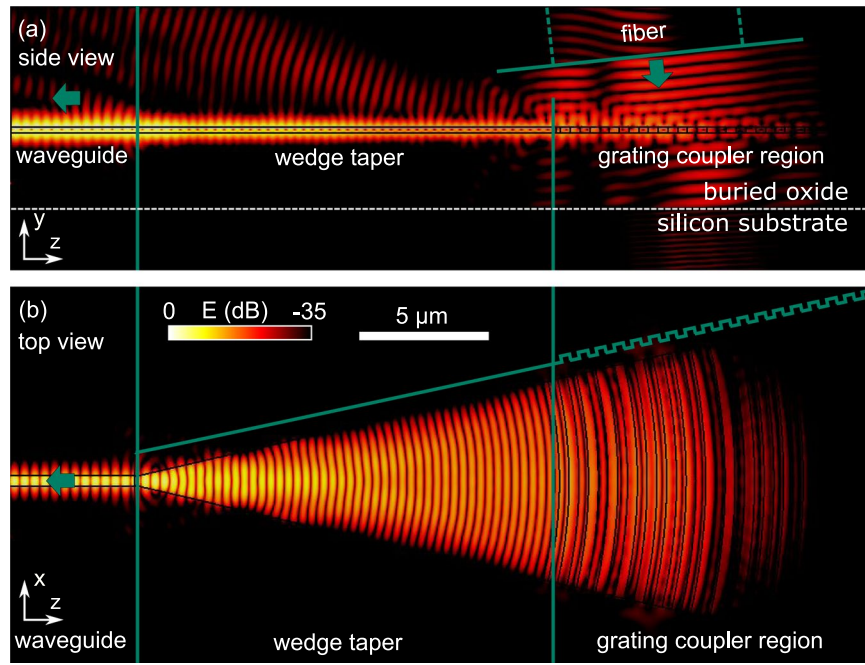 (a)
side view
fiber
waveguide
wedge taper
grating coupler region
buried oxide
silicon substrate
y
z
(b)
top view
0 E (dB) -35
5 μm
x
z
waveguide
wedge taper
grating coupler region